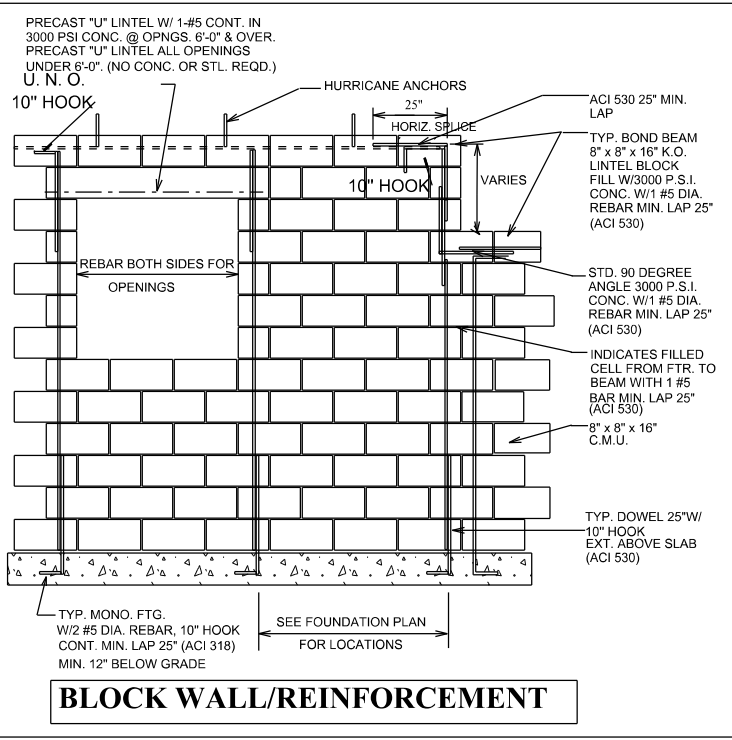 PRECAST "U" LINTEL W/ 1-#5 CONT. IN
3000 PSI CONC. @ OPNGS. 6'-0" & OVER.
PRECAST "U" LINTEL ALL OPENINGS
UNDER 6'-0". (NO CONC. OR STL. REQD.)
U. N. O.
10" HOOK
HURRICANE ANCHORS
25"
HORIZ. SPLICE
ACI 530 25" MIN.
LAP
TYP. BOND BEAM
8" x 8" x 16" K.O.
LINTEL BLOCK
FILL W/3000 P.S.I.
CONC. W/1 #5 DIA.
REBAR MIN. LAP 25"
(ACI 530)
10" HOOK
VARIES
REBAR BOTH SIDES FOR
OPENINGS
STD. 90 DEGREE
ANGLE 3000 P.S.I.
CONC. W/1 #5 DIA.
REBAR MIN. LAP 25"
(ACI 530)
INDICATES FILLED
CELL FROM FTR. TO
BEAM WITH 1 #5
BAR MIN. LAP 25"
(ACI 530)
8" x 8" x 16"
C.M.U.
TYP. DOWEL 25"W/
10" HOOK
EXT. ABOVE SLAB
(ACI 530)
TYP. MONO. FTG.
W/2 #5 DIA. REBAR, 10" HOOK
CONT. MIN. LAP 25" (ACI 318)
MIN. 12" BELOW GRADE
SEE FOUNDATION PLAN
FOR LOCATIONS
BLOCK WALL/REINFORCEMENT